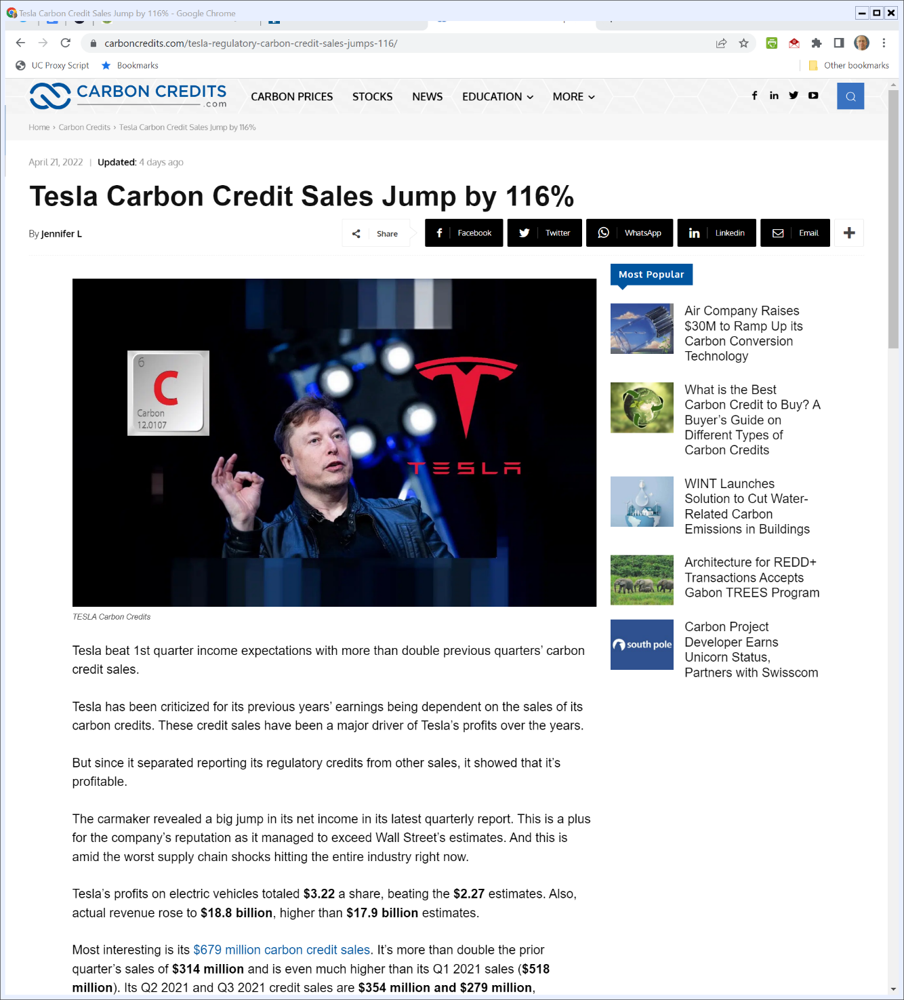 Tesla Carbon Credit Sales Jump by 116% - Google Chrome
carboncredits.com/tesla-regulatory-carbon-credit-sales-jumps-116/
UC Proxy Script Bookmarks Other bookmarks
CARBON CREDITS
.com
CARBON PRICES STOCKS NEWS EDUCATION MORE
Home › Carbon Credits › Tesla Carbon Credit Sales Jump by 116%
April 21, 2022 | Updated: 4 days ago
Tesla Carbon Credit Sales Jump by 116%
By Jennifer L
Share Facebook Twitter WhatsApp Linkedin Email
6
C
Carbon
12.0107
TESLA
TESLA Carbon Credits
Tesla beat 1st quarter income expectations with more than double previous quarters’ carbon
credit sales.
Tesla has been criticized for its previous years’ earnings being dependent on the sales of its
carbon credits. These credit sales have been a major driver of Tesla’s profits over the years.
But since it separated reporting its regulatory credits from other sales, it showed that it’s
profitable.
The carmaker revealed a big jump in its net income in its latest quarterly report. This is a plus
for the company’s reputation as it managed to exceed Wall Street’s estimates. And this is
amid the worst supply chain shocks hitting the entire industry right now.
Tesla’s profits on electric vehicles totaled $3.22 a share, beating the $2.27 estimates. Also,
actual revenue rose to $18.8 billion, higher than $17.9 billion estimates.
Most interesting is its $679 million carbon credit sales. It’s more than double the prior
quarter’s sales of $314 million and is even much higher than its Q1 2021 sales ($518
million). Its Q2 2021 and Q3 2021 credit sales are $354 million and $279 million,
Most Popular
Air Company Raises
$30M to Ramp Up its
Carbon Conversion
Technology
What is the Best
Carbon Credit to Buy? A
Buyer’s Guide on
Different Types of
Carbon Credits
WINT Launches
Solution to Cut Water-
Related Carbon
Emissions in Buildings
Architecture for REDD+
Transactions Accepts
Gabon TREES Program
south pole
Carbon Project
Developer Earns
Unicorn Status,
Partners with Swisscom